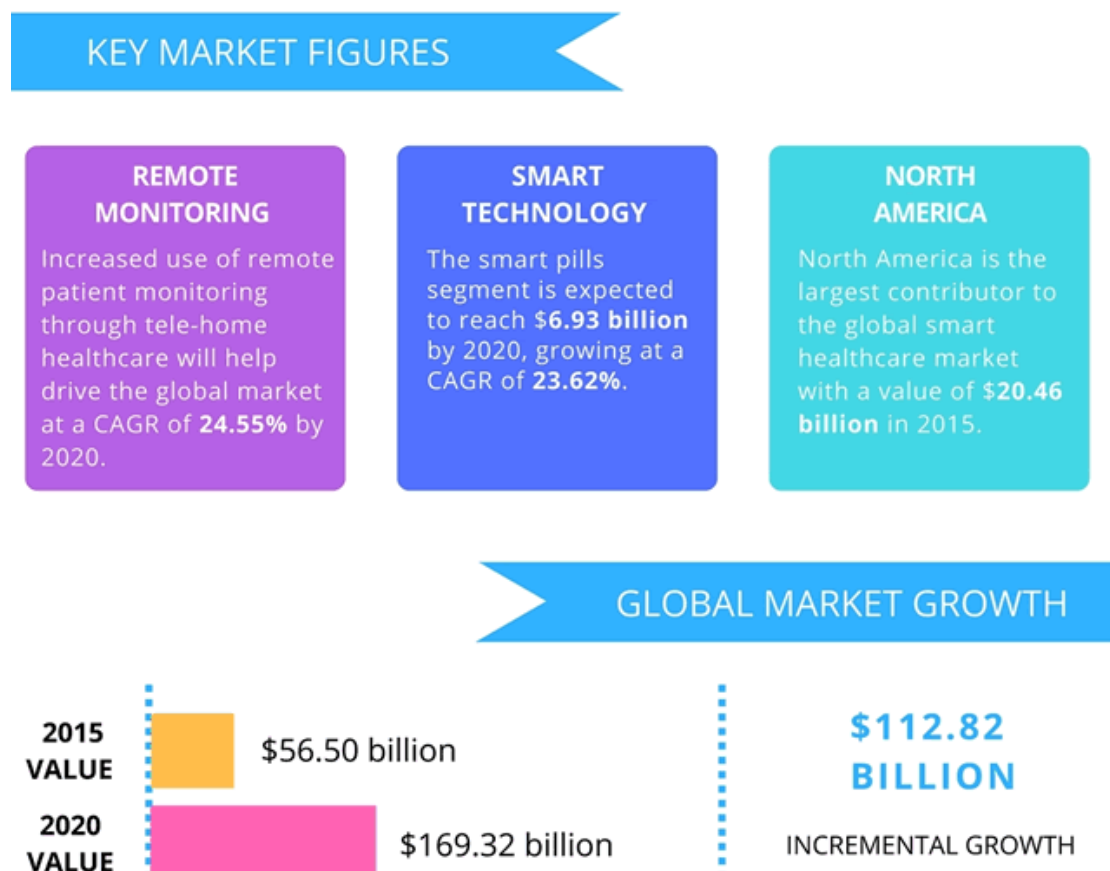 KEY MARKET FIGURES
REMOTE
MONITORING
Increased use of remote
patient monitoring
through tele-home
healthcare will help
drive the global market
at a CAGR of 24.55% by
2020.
SMART
TECHNOLOGY
The smart pills
segment is expected
to reach $6.93 billion
by 2020, growing at a
CAGR of 23.62%.
NORTH
AMERICA
North America is the
largest contributor to
the global smart
healthcare market
with a value of $20.46
billion in 2015.
GLOBAL MARKET GROWTH
2015
VALUE
$56.50 billion
2020
VALUE
$169.32 billion
$112.82
BILLION
INCREMENTAL GROWTH